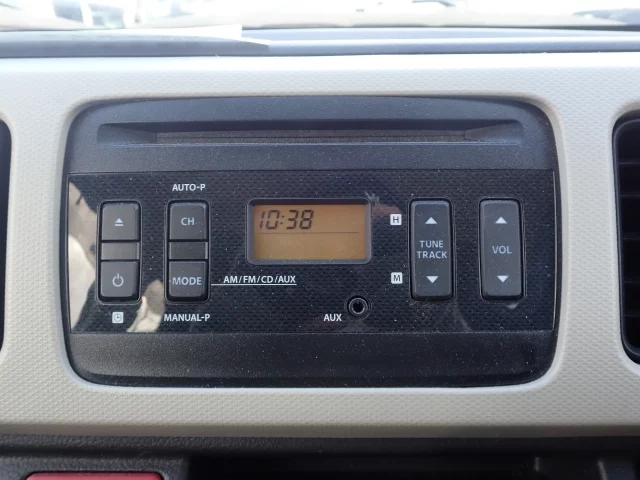 AUTO-P
CH
10:38
H
TUNE
TRACK
VOL
MODE
AM/FM/CD/AUX
M
MANUAL-P
AUX